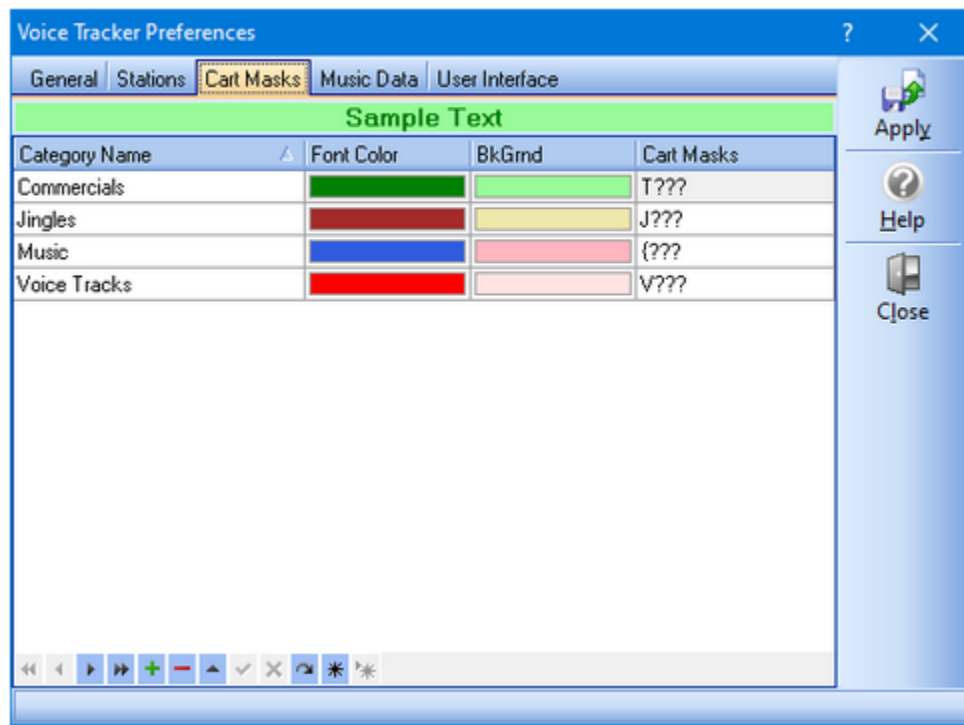 Voice Tracker Preferences ?
General Stations Cart Masks Music Data User Interface
Sample Text
Category Name Font Color BkGrnd Cart Masks
Commercials T???
Jingles J???
Music {???
Voice Tracks V???
Apply
Help
Close